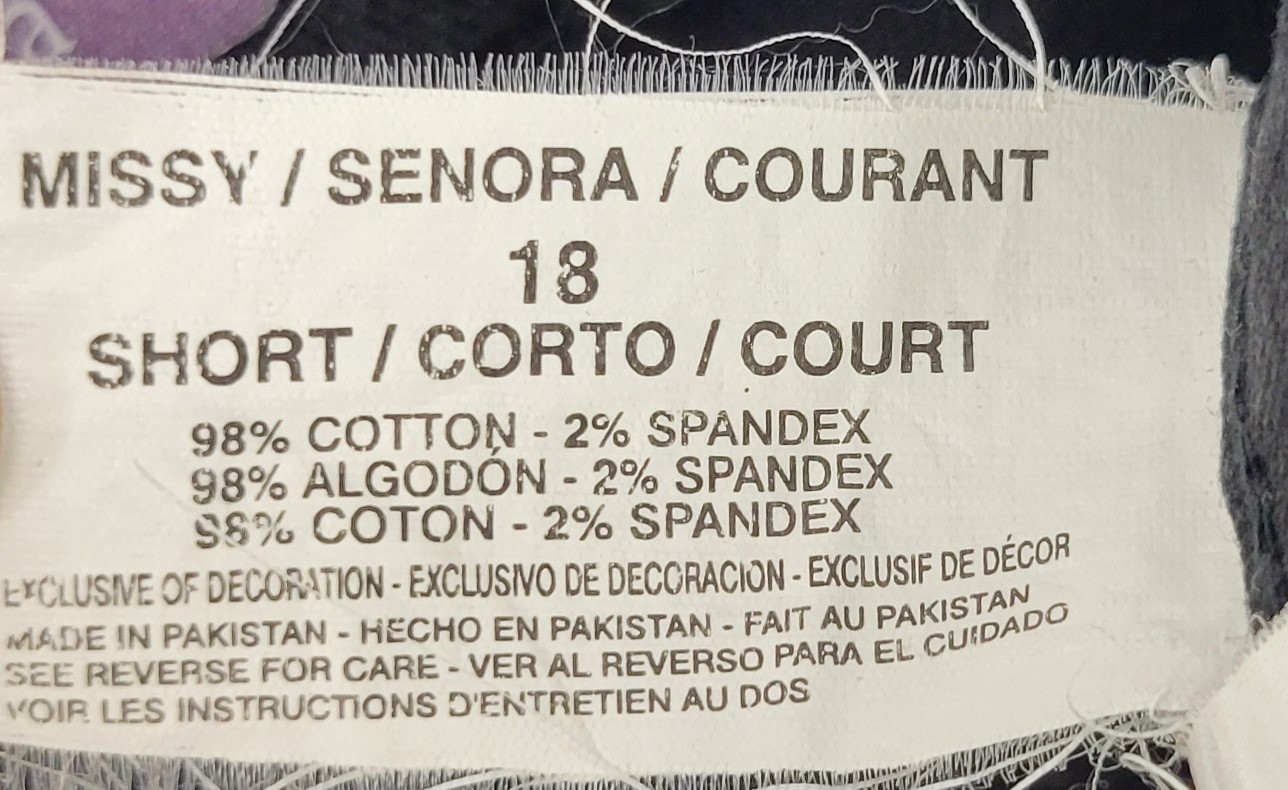 MISSY / SENORA / COURANT
18
SHORT / CORTO / COURT
98% COTTON - 2% SPANDEX
98% ALGODÓN - 2% SPANDEX
98% COTON - 2% SPANDEX
EXCLUSIVE OF DECORATION - EXCLUSIVO DE DECORACION - EXCLUSIF DE DÉCOR
MADE IN PAKISTAN - HECHO EN PAKISTAN - FAIT AU PAKISTAN
SEE REVERSE FOR CARE - VER AL REVERSO PARA EL CUIDADO
VOIR LES INSTRUCTIONS D'ENTRETIEN AU DOS